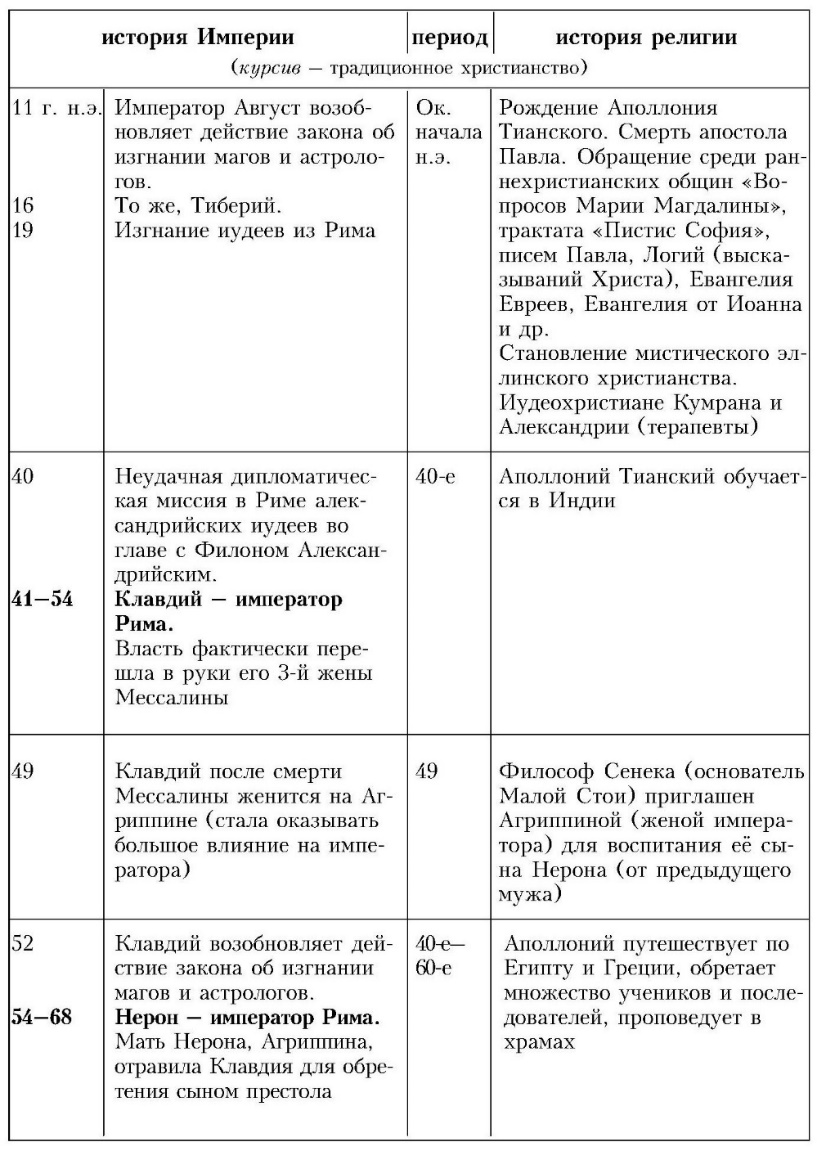 история Империи период история религии
(курсив – традиционное христианство)
11 г. н.э. Император Август возоб-
новляет действие закона об
изгнании магов и астроло-
гов.
16 То же, Тиберий.
19 Изгнание иудеев из Рима
Ок.
начала
н.э.
Рождение Аполлония
Тианского. Смерть апостола
Павла. Обращение среди ран-
нехристианских общин «Во-
просов Марии Магдалины»,
трактата «Пистис София»,
писем Павла, Логий (выска-
зываний Христа), Евангелия
Евреев, Евангелия от Иоанна
и др.
Становление мистического эл-
линского христианства.
Иудеохристиане Кумрана и
Александрии (терапевты)
40 Неудачная дипломатичес-
кая миссия в Риме алек-
сандрийских иудеев во
главе с Филоном Алексан-
дрийским.
41–54 Клавдий – император
Рима.
Власть фактически пере-
шла в руки его 3-й жены
Мессалины
40-е
Аполлоний Тианский обучает-
ся в Индии
49 Клавдий после смерти
Мессалины женится на Аг-
риппине (стала оказывать
большое влияние на импе-
ратора)
49
Философ Сенека (основатель
Малой Стои) приглашен
Агриппиной (женой импера-
тора) для воспитания её сы-
на Нерона (от предыдущего
мужа)
52 Клавдий возобновляет дей-
ствие закона об изгнании
магов и астрологов.
54–68 Нерон – император Рима.
Мать Нерона, Агриппина,
отравила Клавдия для обре-
тения сыном престола
40-е–
60-е
Аполлоний путешествует по
Египту и Греции, обретает
множество учеников и после-
дователей, проповедует в
храмах